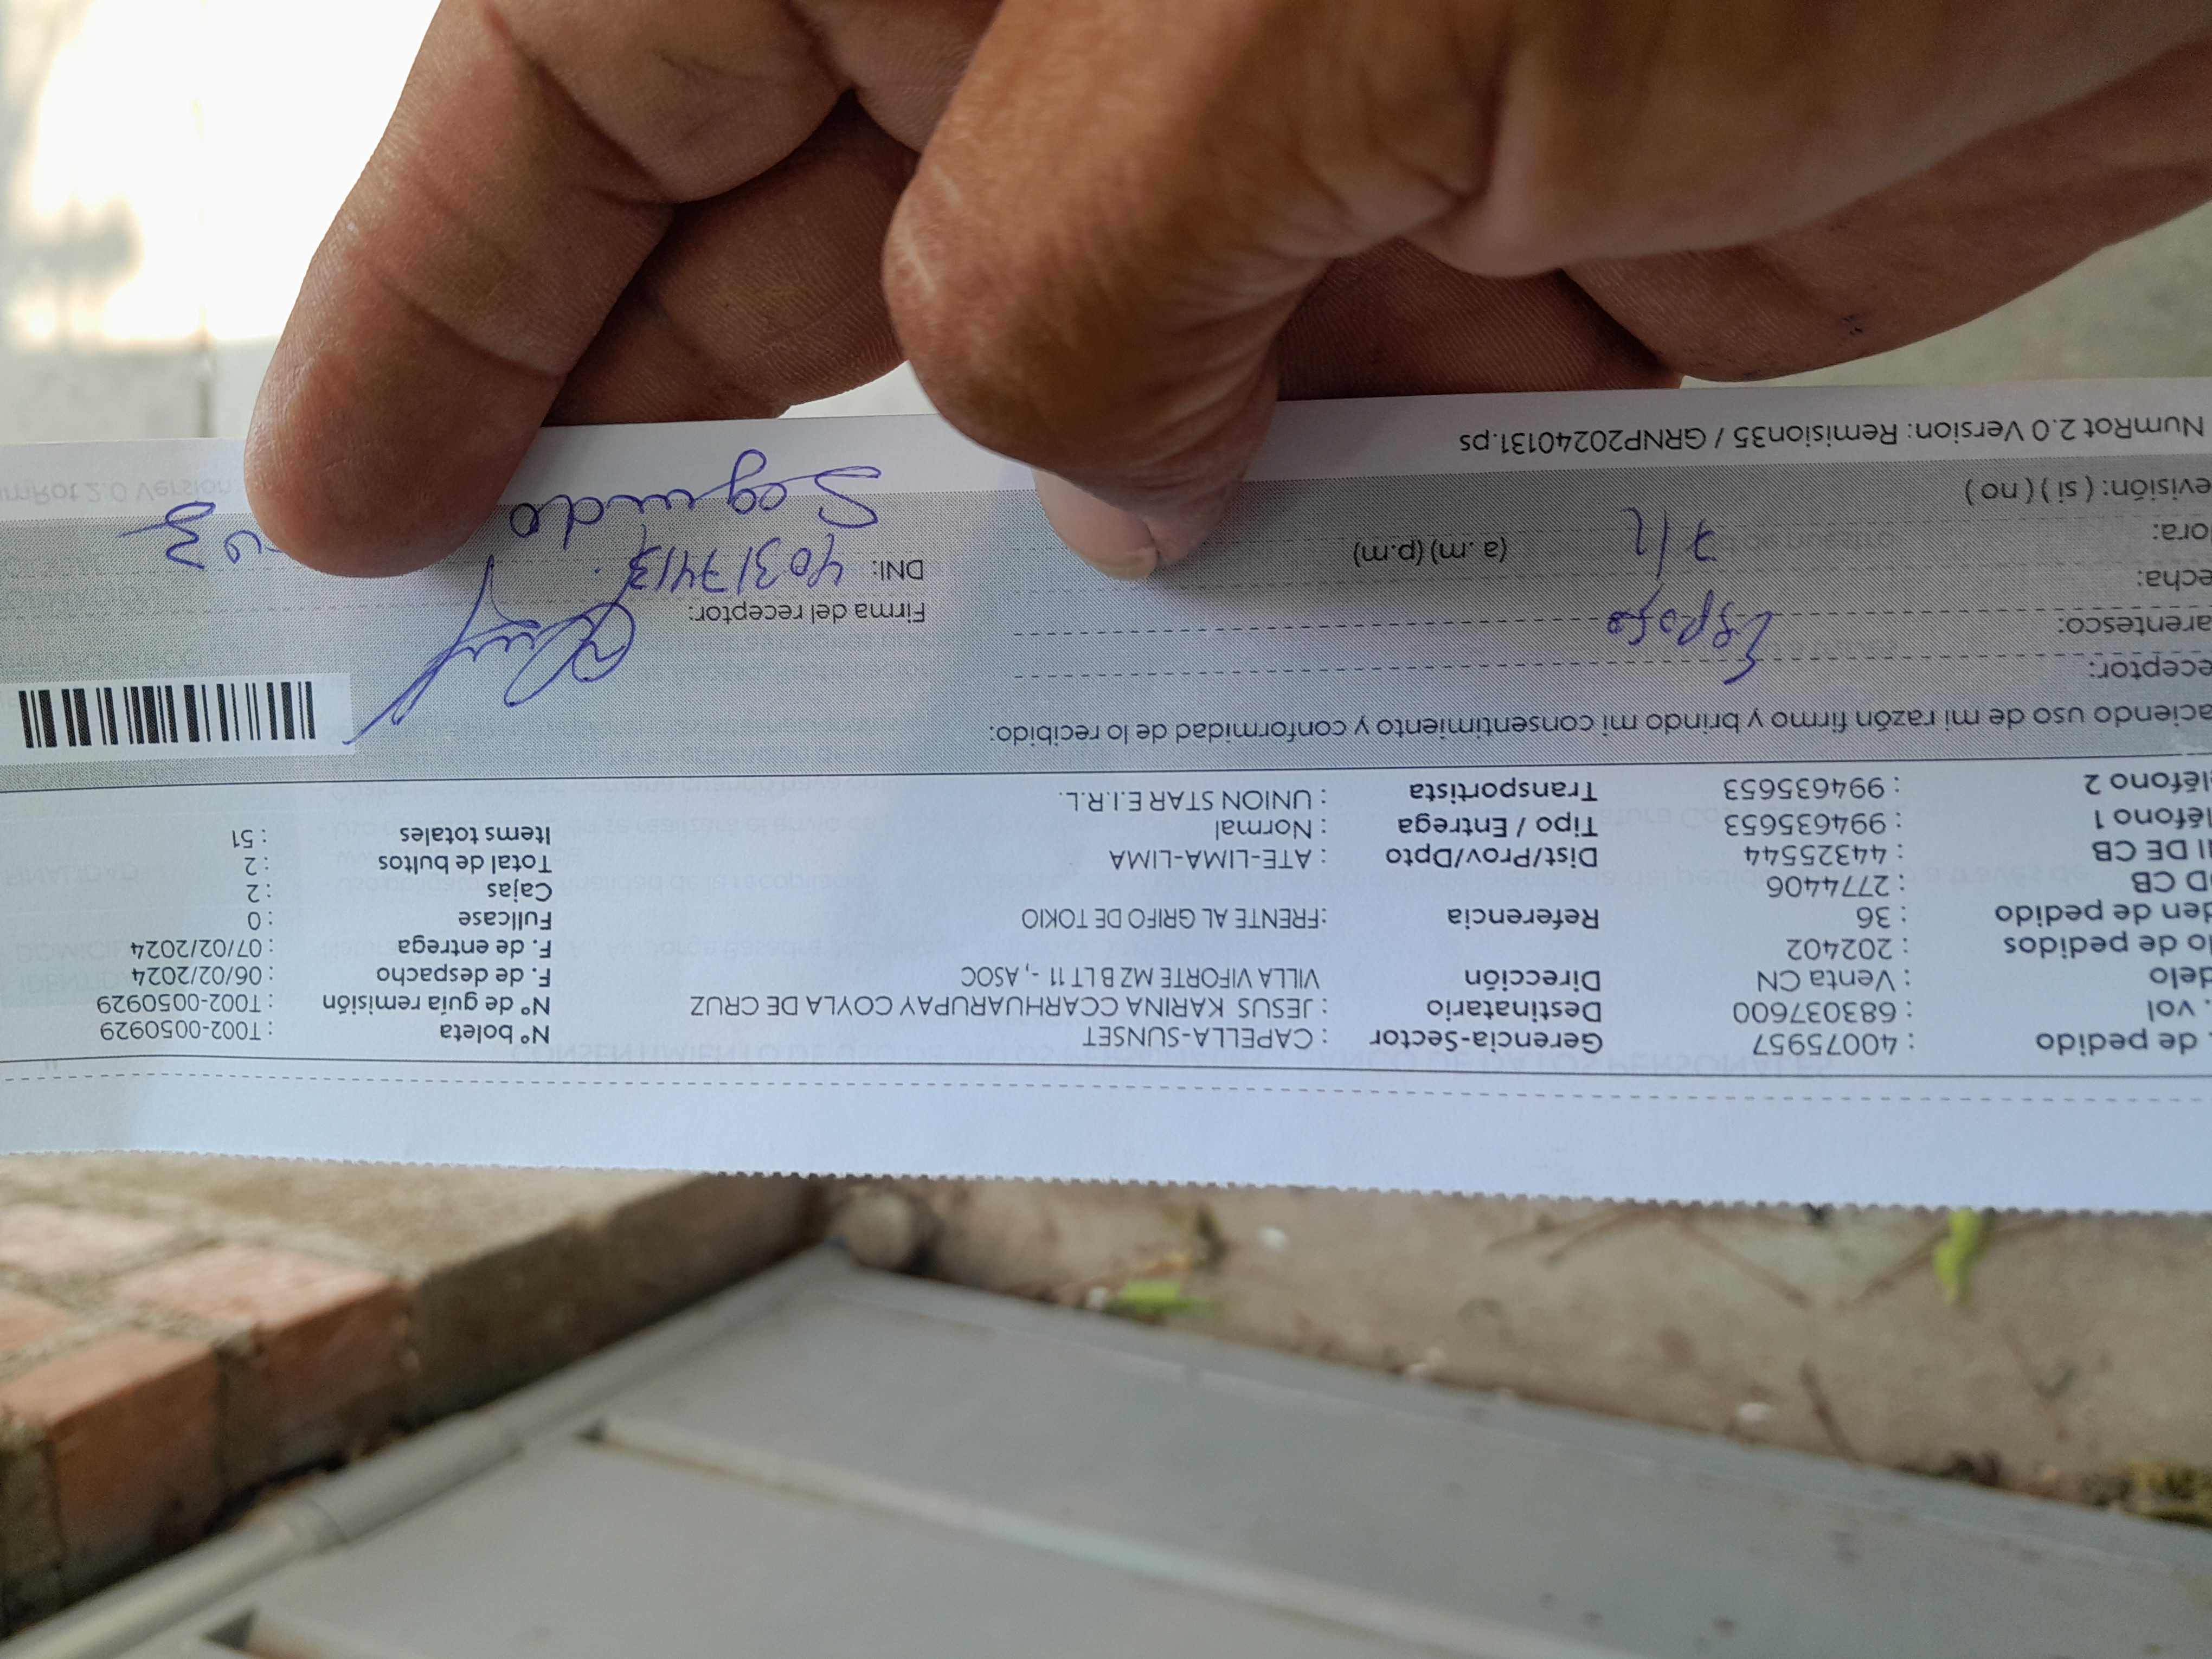 . de pedido : 40075957 Gerencia-Sector : CAPELLA-SUNSET N° boleta : T002-0050929
. vol : 683037600 Destinatario : JESUS KARINA CCARHUARUPAY COYLA DE CRUZ N° de guía remisión : T002-0050929
delo : Venta CN Dirección VILLA VIFORTE MZ B LT 11 -, ASOC F. de despacho : 06/02/2024
lo de pedidos : 202402 F. de entrega : 07/02/2024
den de pedido : 36 Referencia :FRENTE AL GRIFO DE TOKIO Fullcase : 0
D CB : 2774406 Cajas : 2
I DE CB : 44325544 Dist/Prov/Dpto : ATE-LIMA-LIMA Total de bultos : 2
léfono 1 : 994635653 Tipo / Entrega : Normal Items totales : 51
léfono 2 : 994635653 Transportista : UNION STAR E.I.R.L.
aciendo uso de mi razón firmo y brindo mi consentimiento y conformidad de lo recibido:
eceptor:
arentesco: Esposo Firma del receptor:
echa: 7/2 DNI: 40317413
ora: (a.m) (p.m) Segundo
evisión: ( si ) ( no )
NumRot 2.0 Version: Remision35 / GRNP20240131.ps